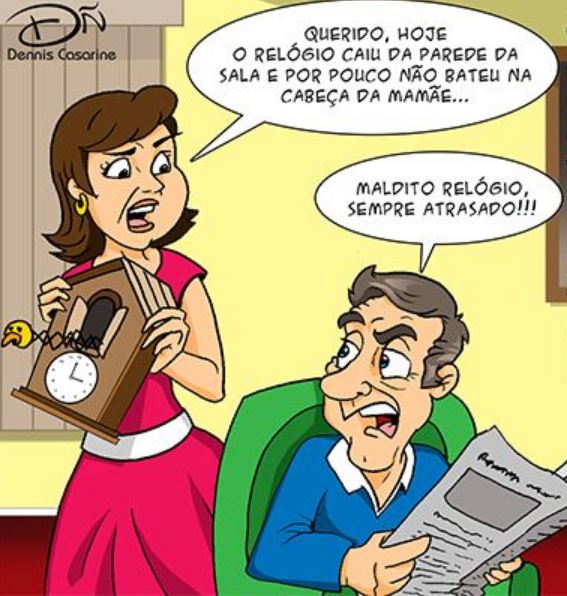 Dennis Casarine
QUERIDO, HOJE
O RELÓGIO CAIU DA PAREDE DA
SALA E POR POUCO NÃO BATEU NA
CABEÇA DA MAMÃE...
MALDITO RELÓGIO,
SEMPRE ATRASADO!!!